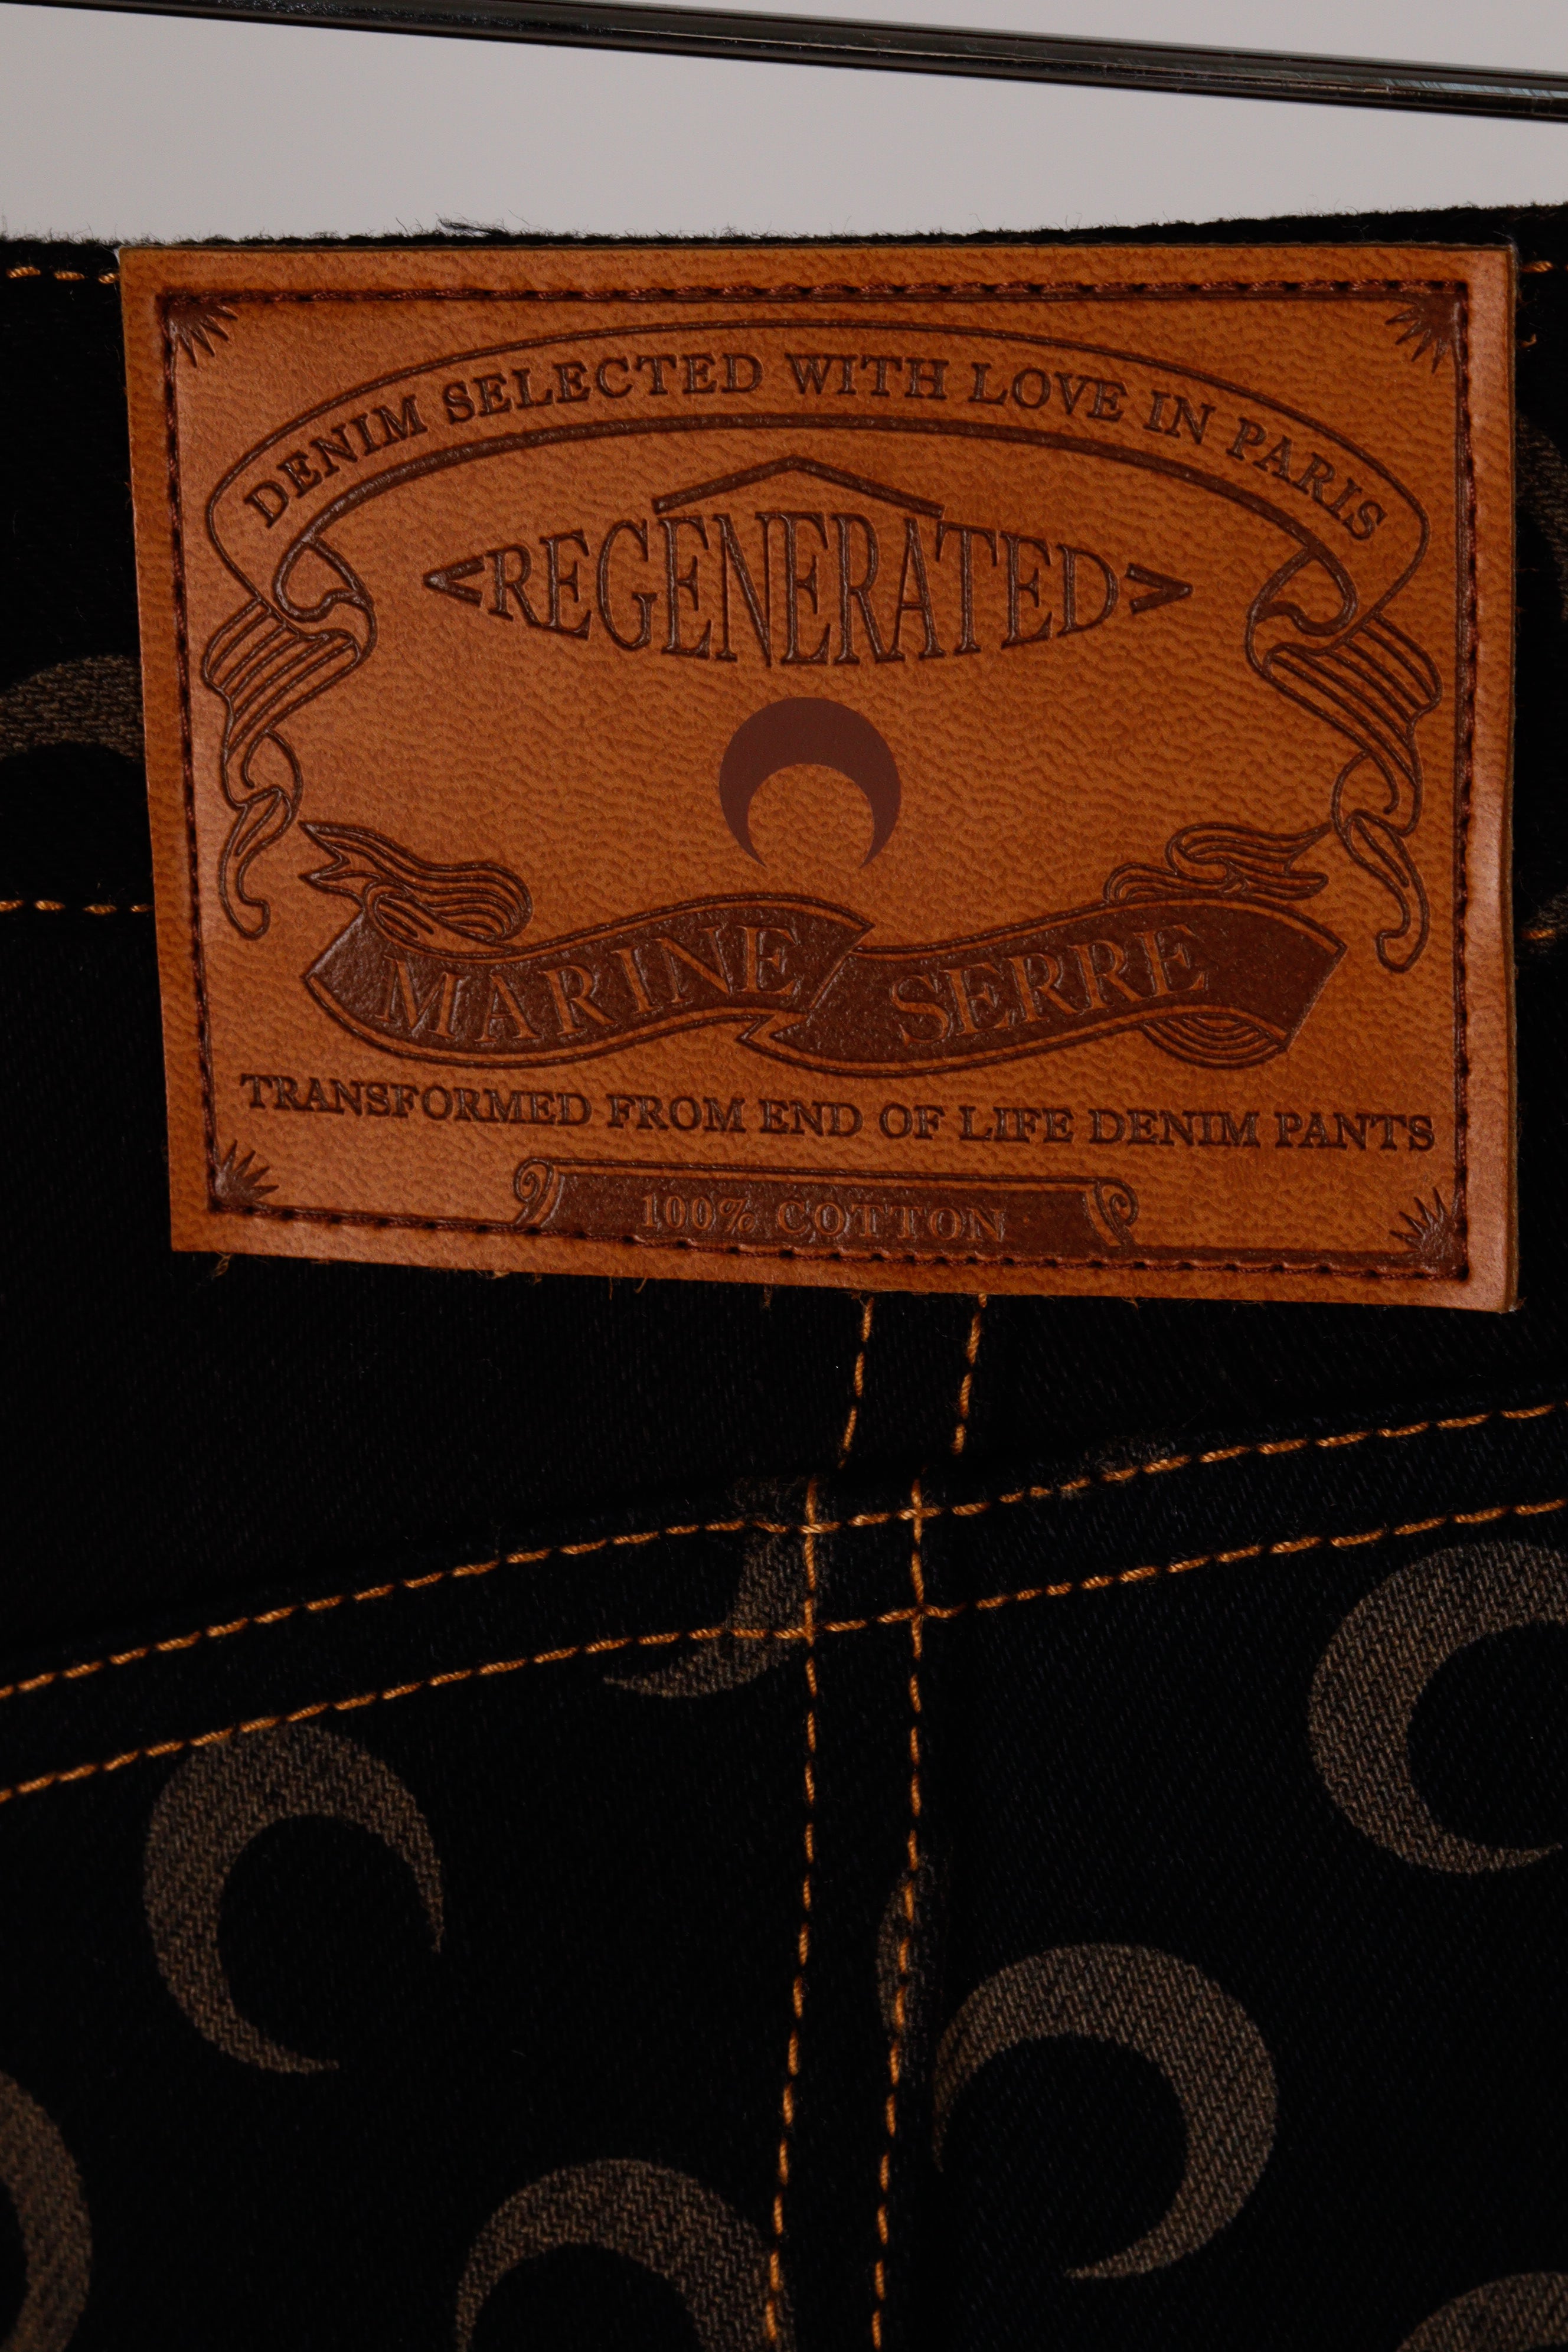 DENIM SELECTED WITH LOVE IN PARIS
<REGENERATED>
MARINE SERRE
TRANSFORMED FROM END OF LIFE DENIM PANTS
100% COTTON